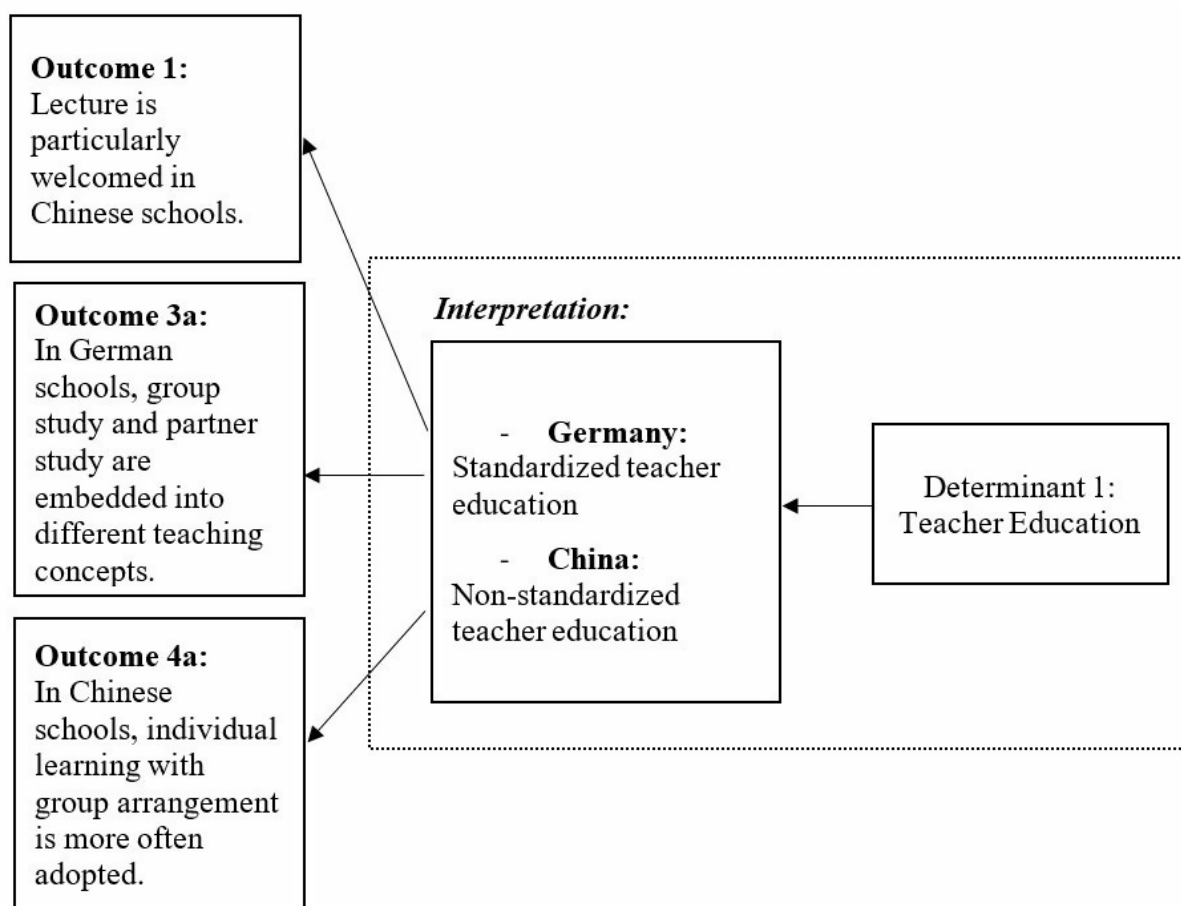 Outcome 1:
Lecture is
particularly
welcomed in
Chinese schools.
Outcome 3a:
In German
schools, group
study and partner
study are
embedded into
different teaching
concepts.
Outcome 4a:
In Chinese
schools, individual
learning with
group arrangement
is more often
adopted.
Interpretation:
- Germany:
Standardized teacher
education
- China:
Non-standardized
teacher education
Determinant 1:
Teacher Education